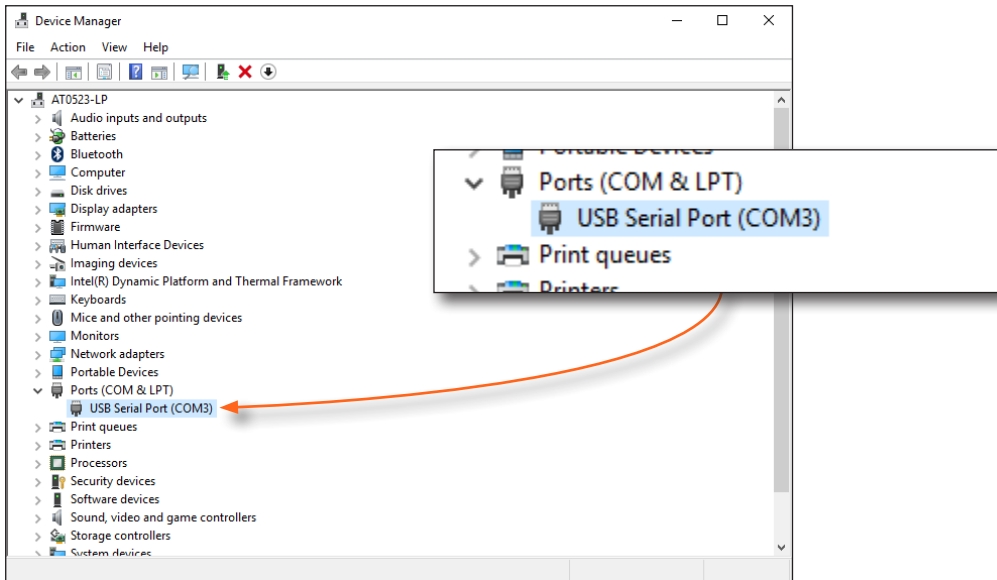 Device Manager
File Action View Help
AT0523-LP
Audio inputs and outputs
Batteries
Bluetooth
Computer
Disk drives
Display adapters
Firmware
Human Interface Devices
Imaging devices
Intel(R) Dynamic Platform and Thermal Framework
Keyboards
Mice and other pointing devices
Monitors
Network adapters
Portable Devices
Ports (COM & LPT)
USB Serial Port (COM3)
Print queues
Printers
Processors
Security devices
Software devices
Sound, video and game controllers
Storage controllers
System devices
Portable Devices
Ports (COM & LPT)
USB Serial Port (COM3)
Print queues
Printers